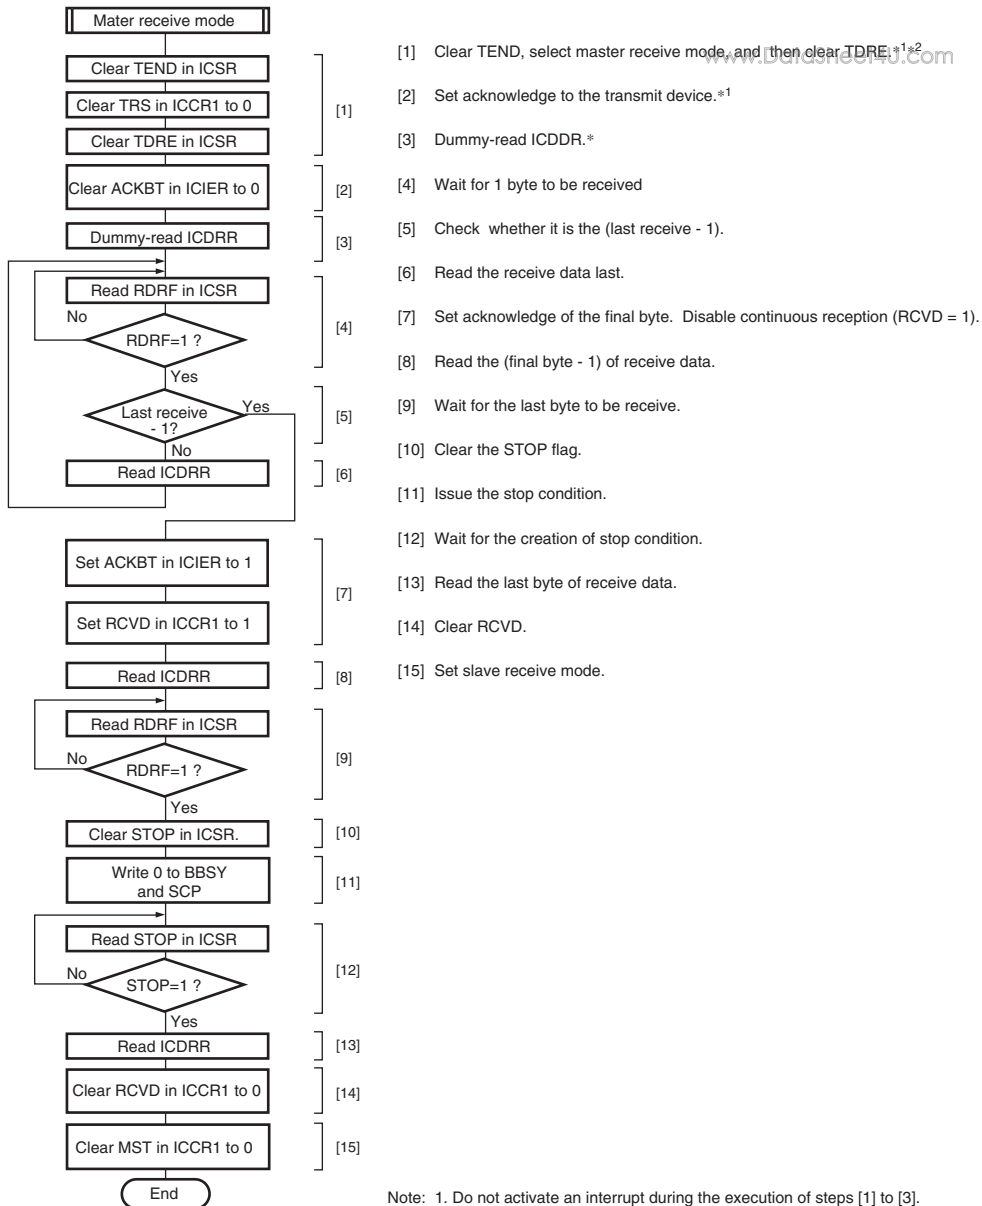 Mater receive mode
Clear TEND in ICSR
Clear TRS in ICCR1 to 0
Clear TDRE in ICSR
[1]
Clear ACKBT in ICIER to 0
[2]
Dummy-read ICDRR
[3]
Read RDRF in ICSR
No
RDRF=1 ?
[4]
Yes
Last receive
- 1?
Yes
[5]
No
Read ICDRR
[6]
Set ACKBT in ICIER to 1
[7]
Set RCVD in ICCR1 to 1
Read ICDRR
[8]
Read RDRF in ICSR
No
RDRF=1 ?
[9]
Yes
Clear STOP in ICSR.
[10]
Write 0 to BBSY
and SCP
[11]
Read STOP in ICSR
No
STOP=1 ?
[12]
Yes
Read ICDRR
[13]
Clear RCVD in ICCR1 to 0
[14]
Clear MST in ICCR1 to 0
[15]
End
[1] Clear TEND, select master receive mode, and then clear TDRE.*1*2
www.DataSheet4U.com
[2] Set acknowledge to the transmit device.*1
[3] Dummy-read ICDDR.*
[4] Wait for 1 byte to be received
[5] Check whether it is the (last receive - 1).
[6] Read the receive data last.
[7] Set acknowledge of the final byte. Disable continuous reception (RCVD = 1).
[8] Read the (final byte - 1) of receive data.
[9] Wait for the last byte to be receive.
[10] Clear the STOP flag.
[11] Issue the stop condition.
[12] Wait for the creation of stop condition.
[13] Read the last byte of receive data.
[14] Clear RCVD.
[15] Set slave receive mode.
Note: 1. Do not activate an interrupt during the execution of steps [1] to [3].